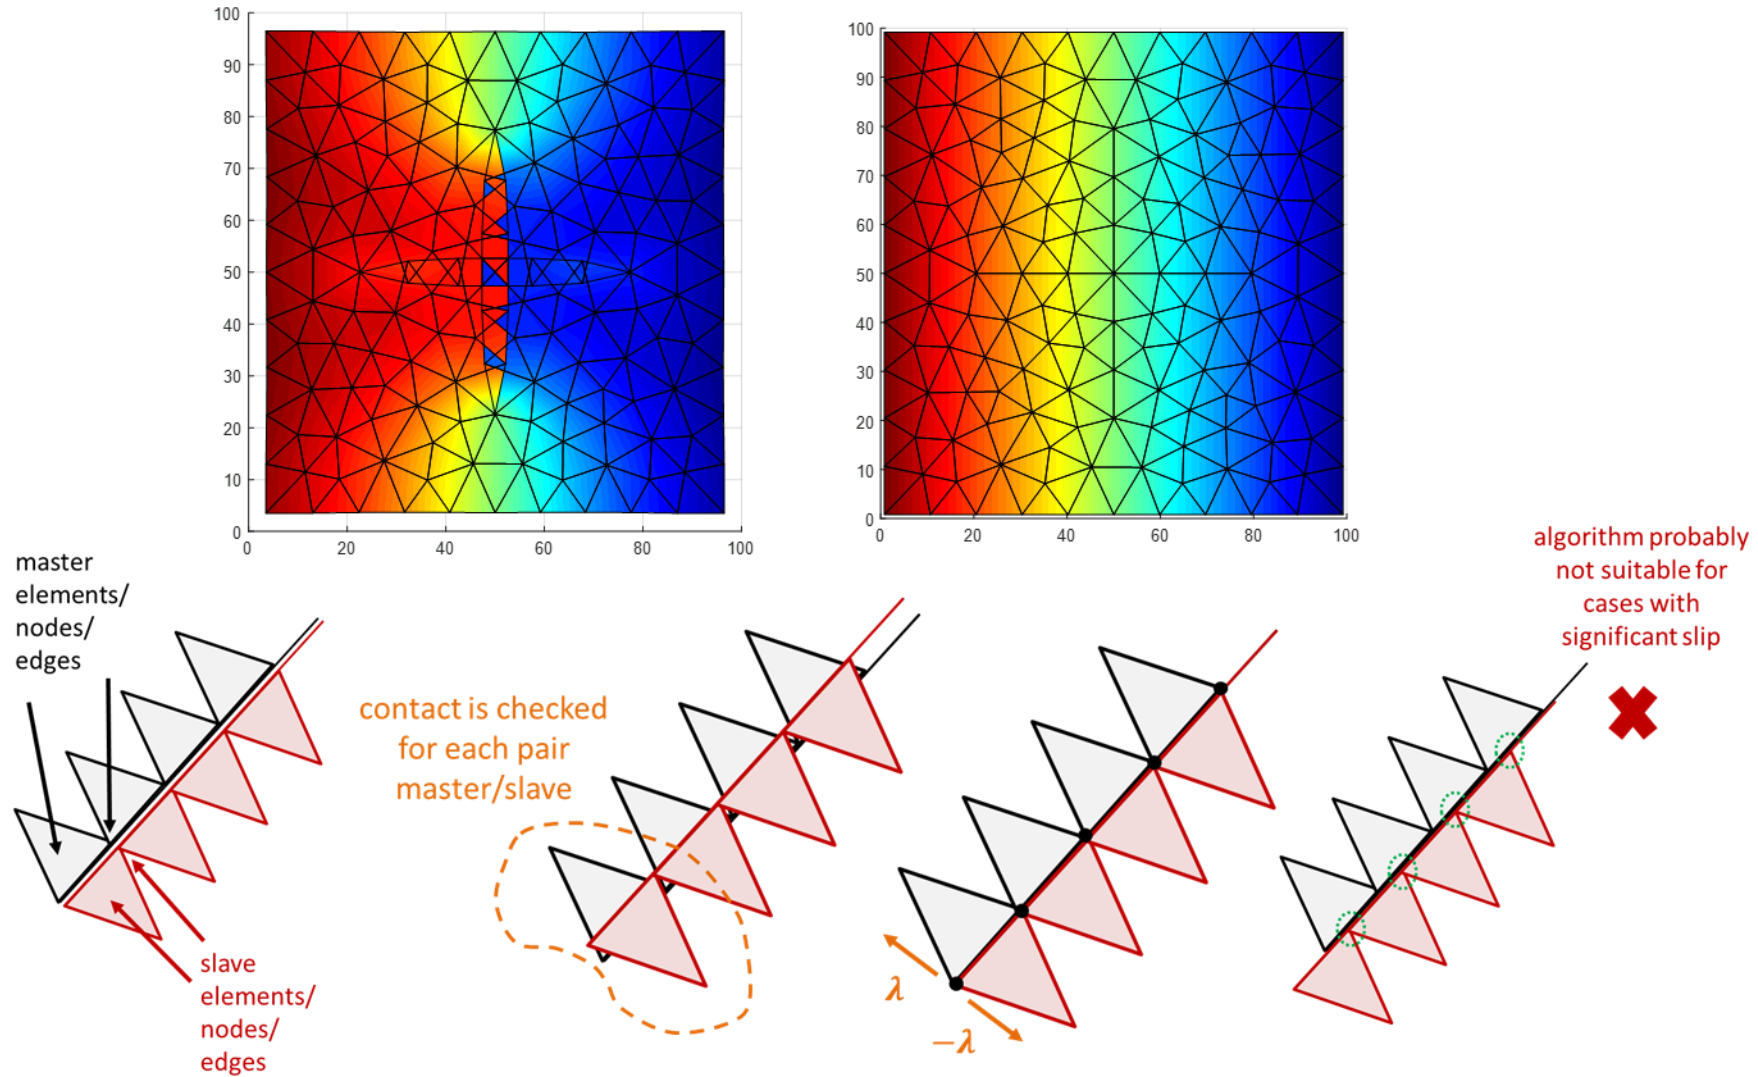 100
90
80
70
60
50
40
30
20
10
0
0 20 40 60 80 100
100
90
80
70
60
50
40
30
20
10
0
0 20 40 60 80 100
master
elements/
nodes/
edges
slave
elements/
nodes/
edges
contact is checked
for each pair
master/slave
λ
−λ
algorithm probably
not suitable for
cases with
significant slip